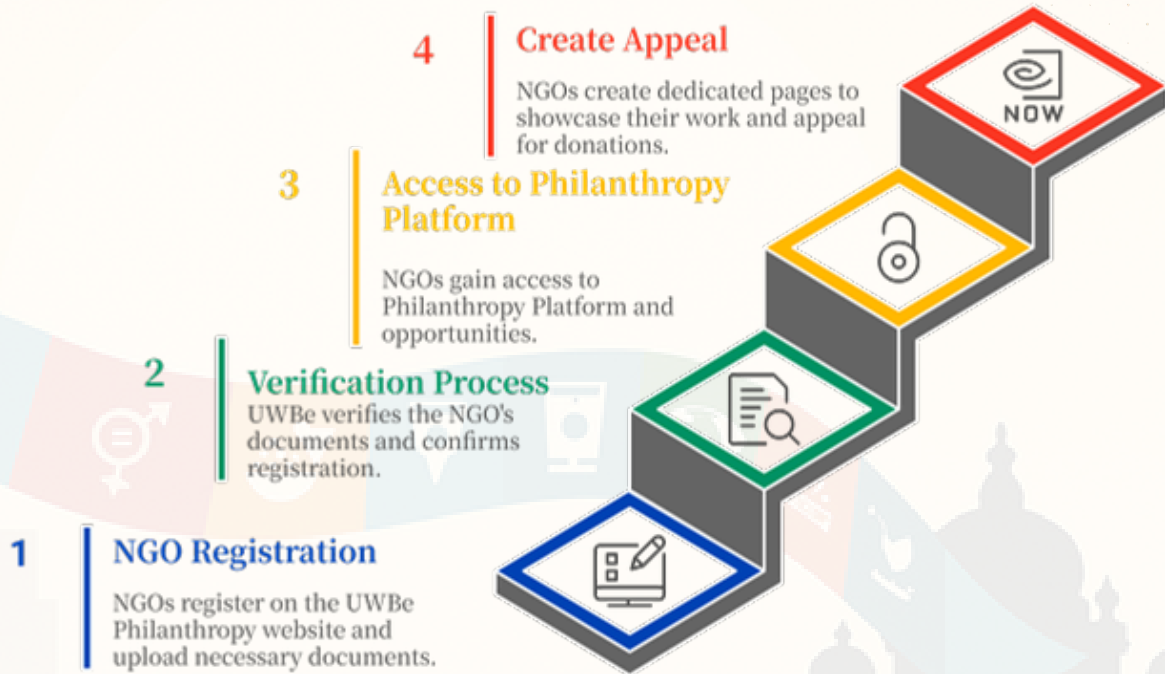 4
Create Appeal
NGOs create dedicated pages to
showcase their work and appeal
for donations.
NOW
3
Access to Philanthropy
Platform
NGOs gain access to
Philanthropy Platform and
opportunities.
2
Verification Process
UWBe verifies the NGO's
documents and confirms
registration.
1
NGO Registration
NGOs register on the UWBe
Philanthropy website and
upload necessary documents.